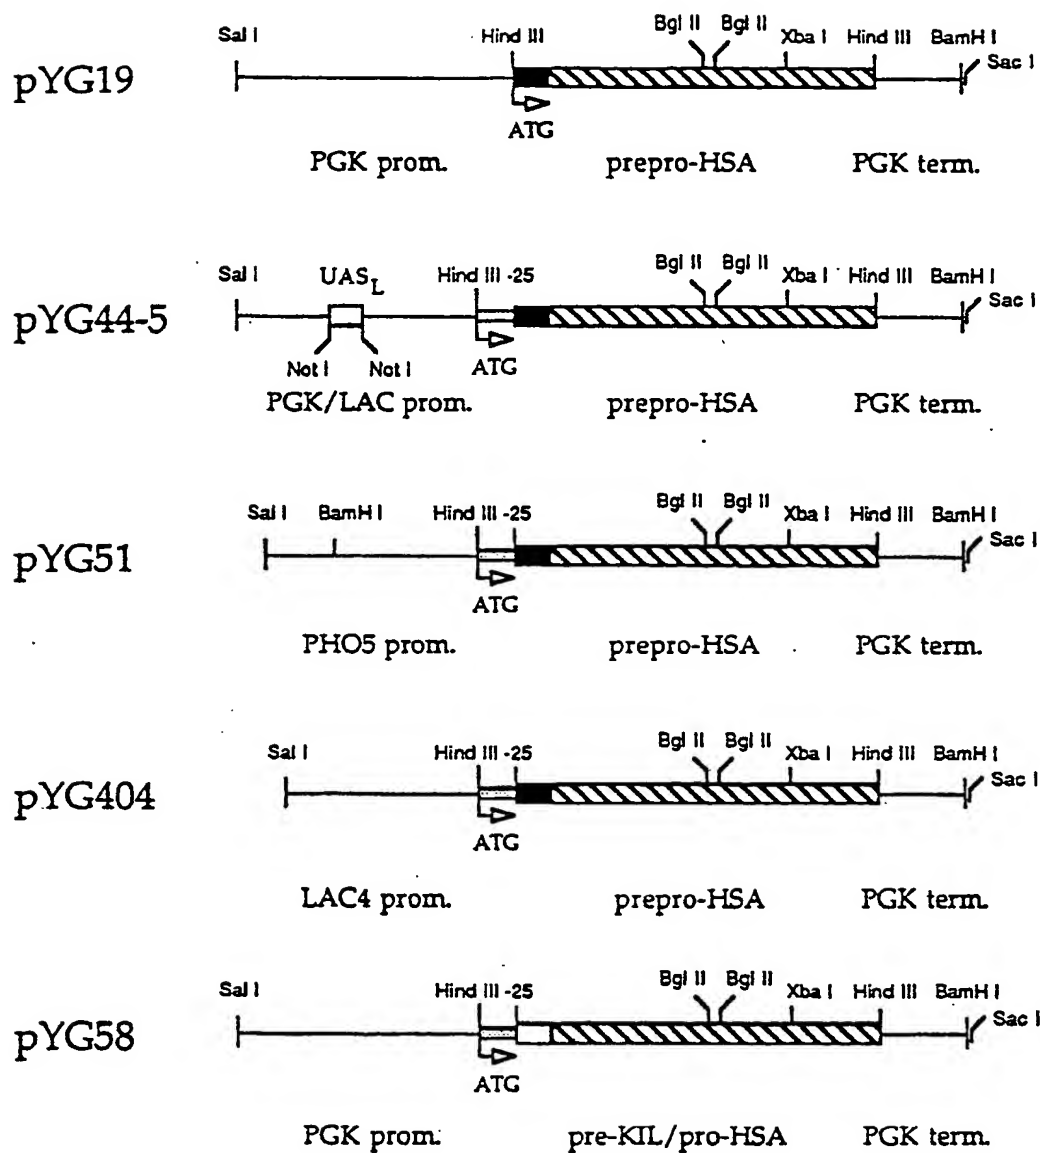 Bgl II Bgl II
Sal I Hind III Xba I Hind III BamH I
Sac I
pYG19
ATG
PGK prom. prepro-HSA PGK term.
Bgl II Bgl II
Sal I UAS L Hind III -25 Xba I Hind III BamH I
Sac I
pYG44-5
Not I Not I ATG
PGK/LAC prom. prepro-HSA PGK term.
Bgl II Bgl II
Sal I BamH I Hind III -25 Xba I Hind III BamH I
Sac I
pYG51
ATG
PHO5 prom. prepro-HSA PGK term.
Bgl II Bgl II
Sal I Hind III -25 Xba I Hind III BamH I
Sac I
pYG404
ATG
LAC4 prom. prepro-HSA PGK term.
Bgl II Bgl II
Sal I Hind III -25 Xba I Hind III BamH I
Sac I
pYG58
ATG
PGK prom. pre-KIL/pro-HSA PGK term.